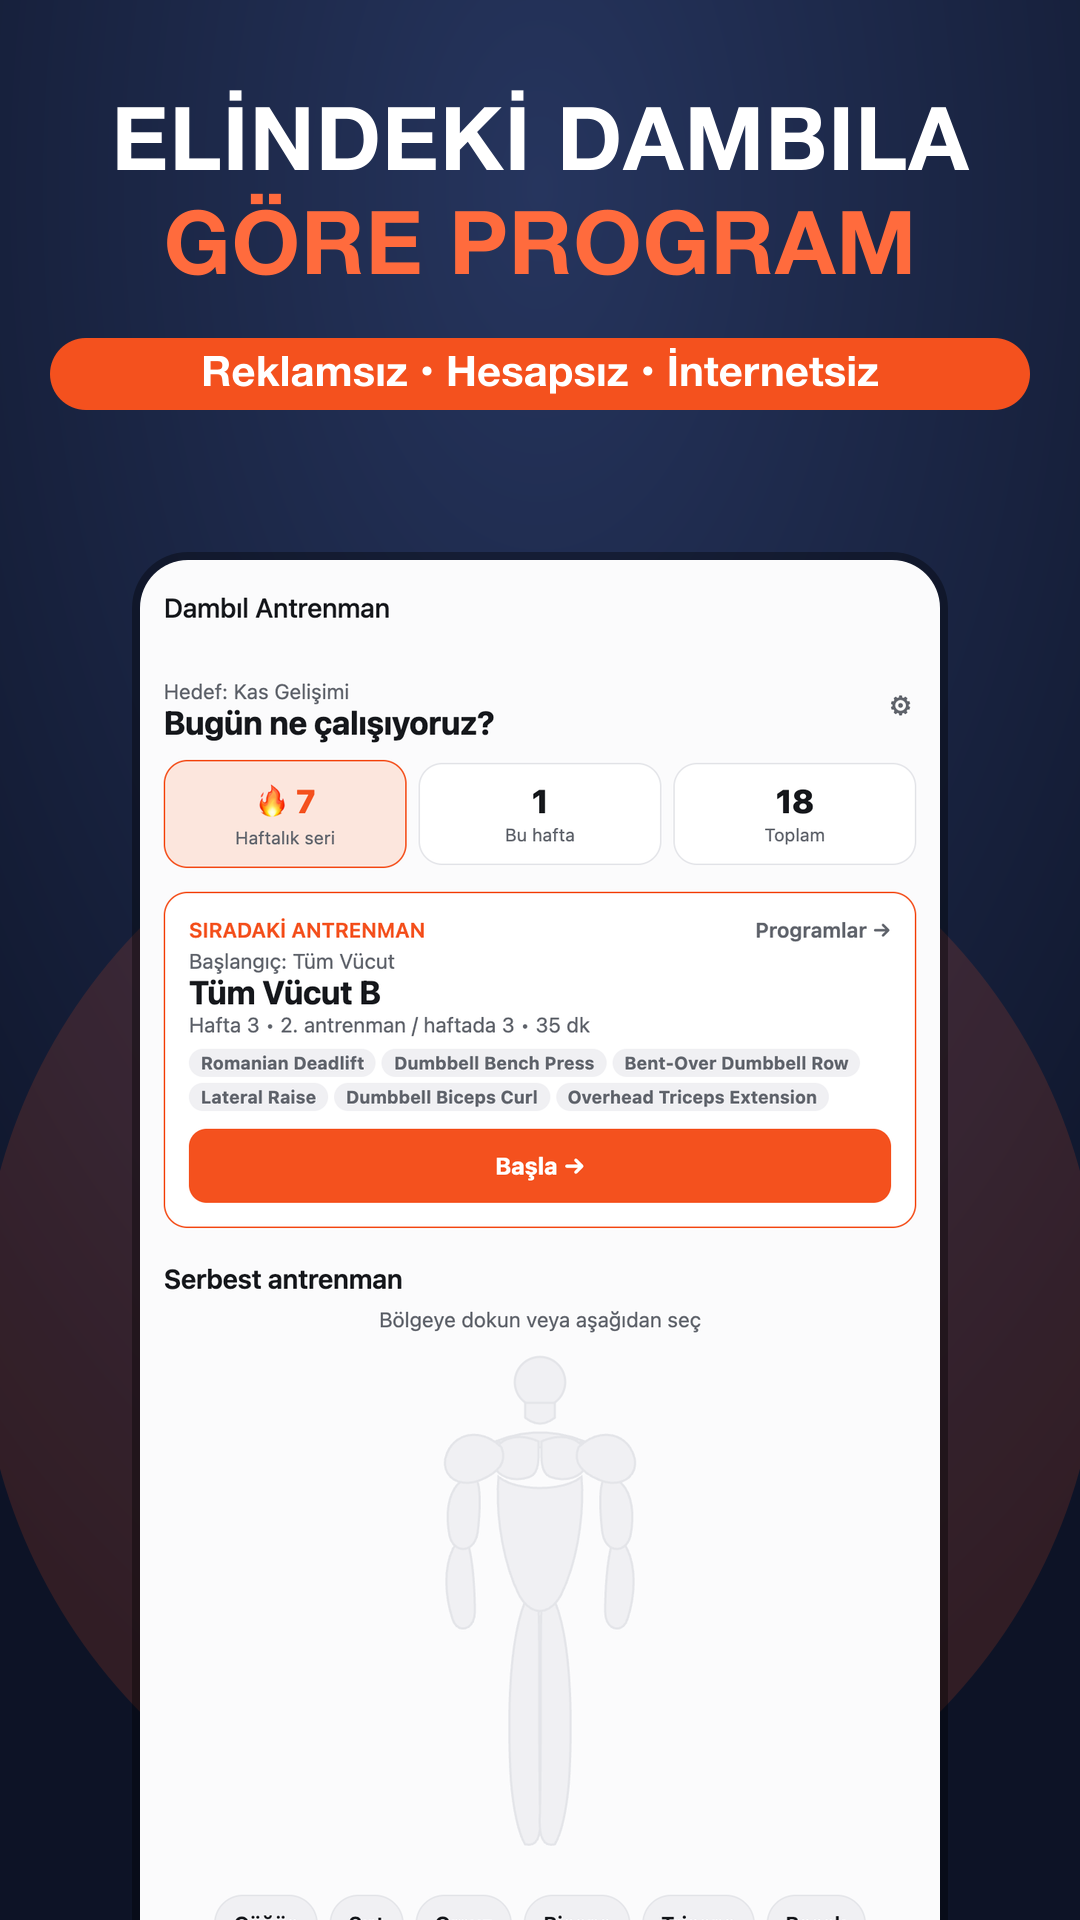 ELİNDEKİ DAMBILA
GÖRE PROGRAM
Reklamsız • Hesapsız • İnternetsiz
Dambıl Antrenman
Hedef: Kas Gelişimi
Bugün ne çalışıyoruz?
7
Haftalık seri
1
Bu hafta
18
Toplam
SIRADAKİ ANTRENMAN
Programlar →
Başlangıç: Tüm Vücut
Tüm Vücut B
Hafta 3 • 2. antrenman / haftada 3 • 35 dk
Romanian Deadlift Dumbbell Bench Press Bent-Over Dumbbell Row
Lateral Raise Dumbbell Biceps Curl Overhead Triceps Extension
Başla →
Serbest antrenman
Bölgeye dokun veya aşağıdan seç